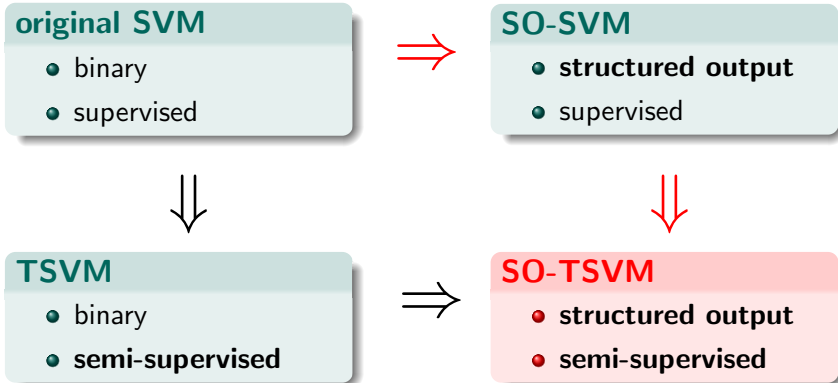 original SVM
binary
supervised
SO-SVM
structured output
supervised
TSVM
binary
semi-supervised
SO-TSVM
structured output
semi-supervised